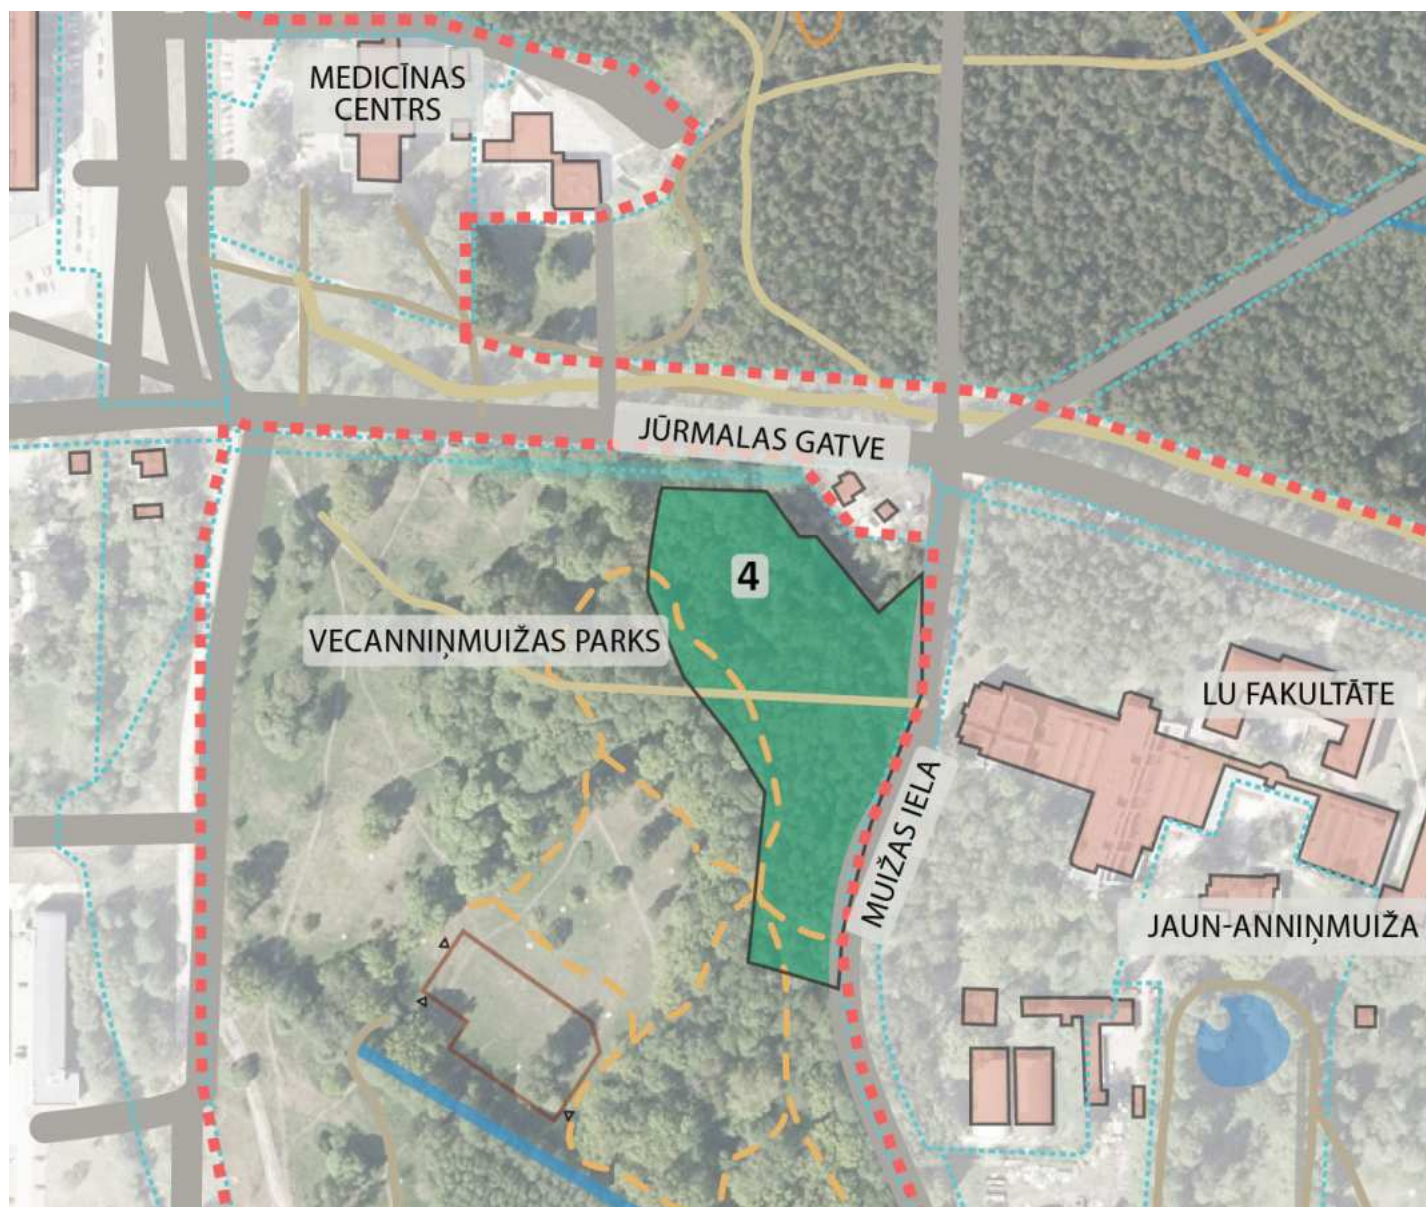 MEDICĪNAS
CENTRS
JŪRMALAS GATVE
4
VECANNIŅMUIŽAS PARKS
LU FAKULTĀTE
MUIŽAS IELA
JAUN-ANNIŅMUIŽA